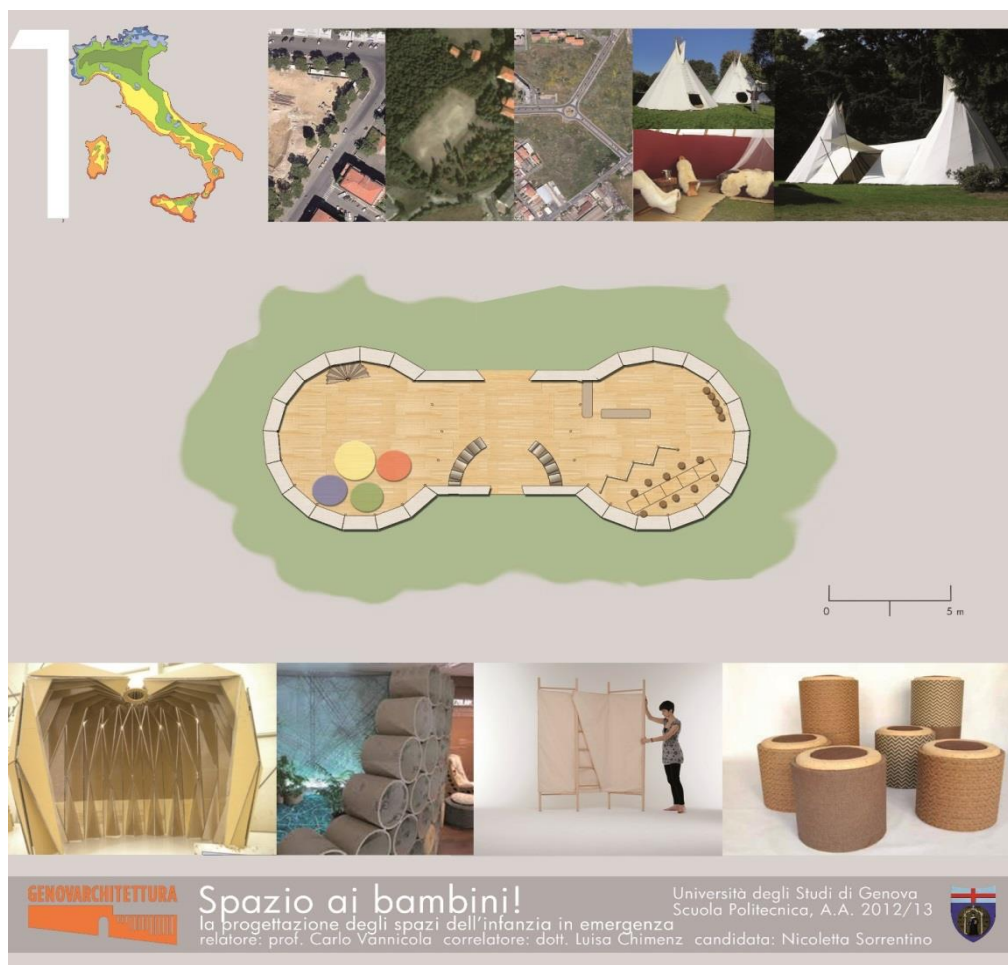 1
0
5 m
GENOVARCHITETTURA
Spazio ai bambini!
la progettazione degli spazi dell'infanzia in emergenza
relatore: prof. Carlo Vannicola correlatore: dott. Luisa Chimenz candidata: Nicoletta Sorrentino
Università degli Studi di Genova
Scuola Politecnica, A.A. 2012/13